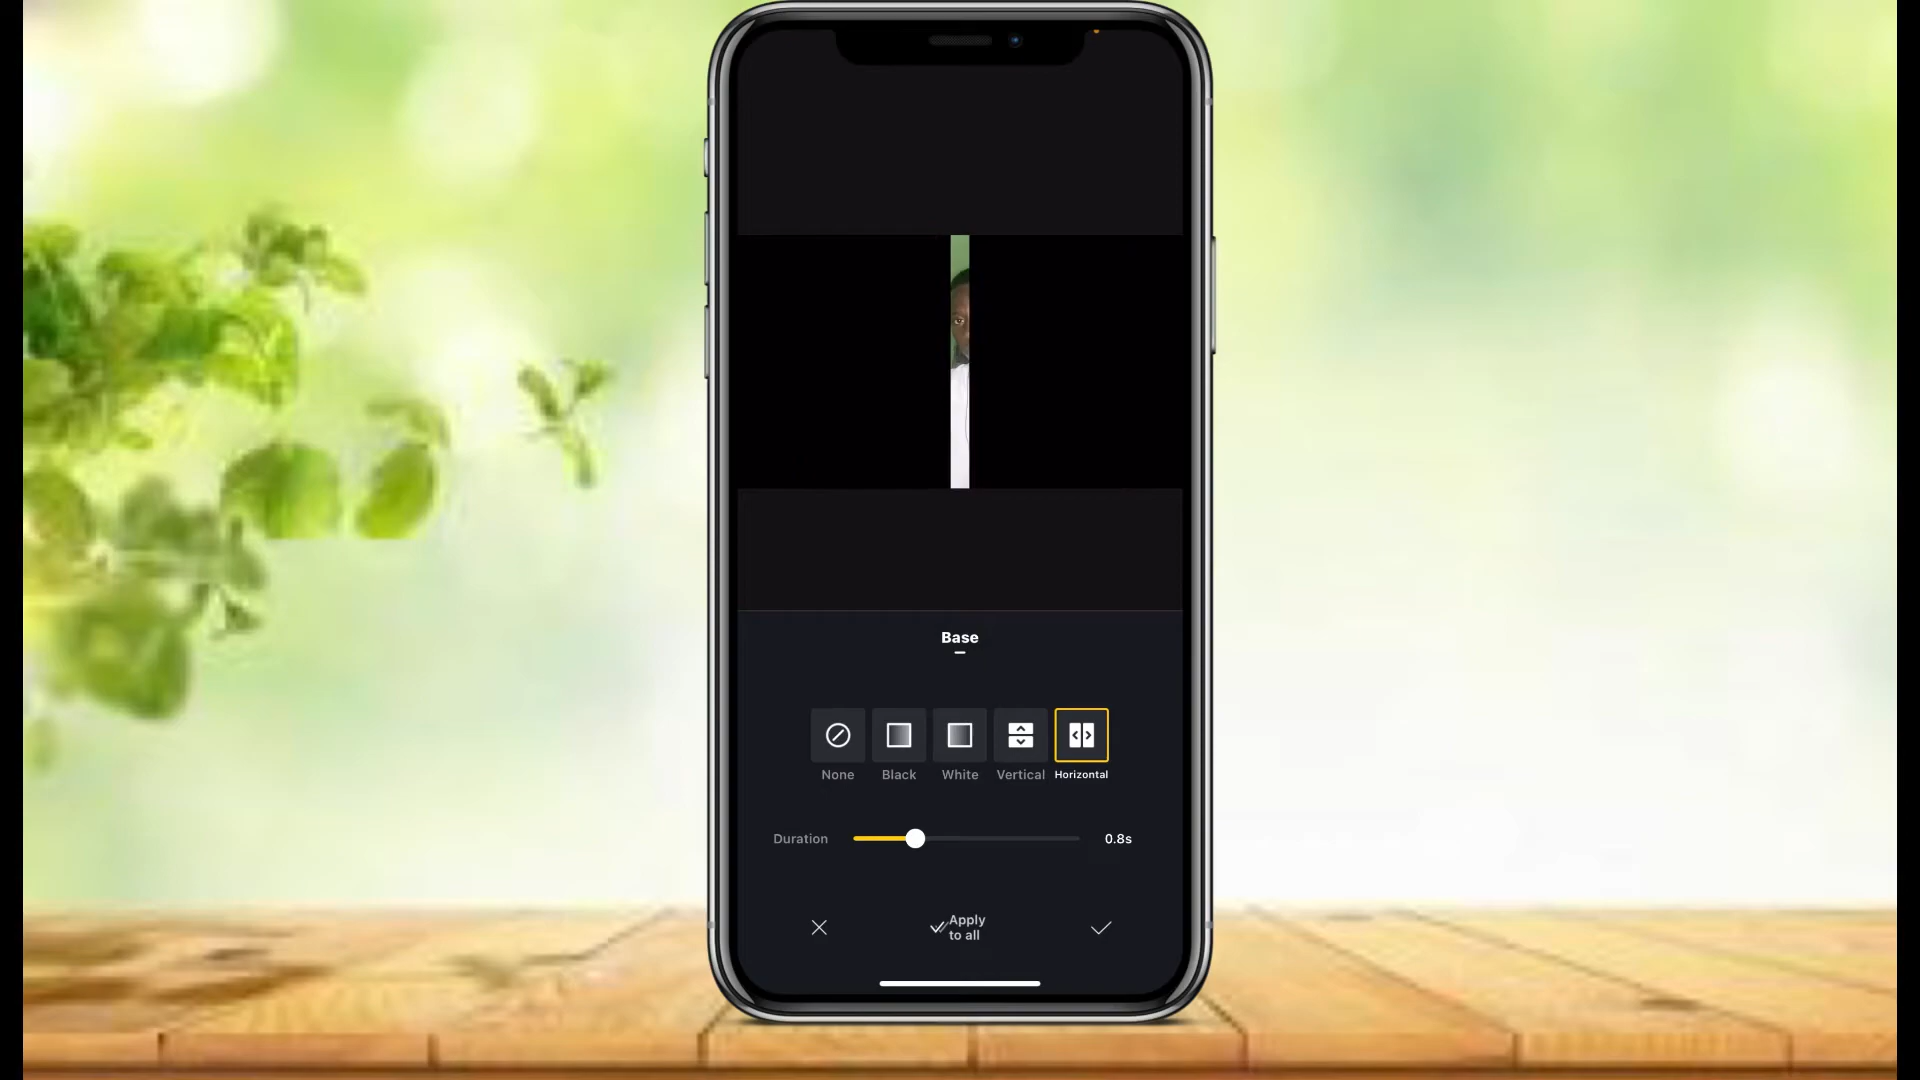 Base
None Black White Vertical Horizontal
Duration 0.8s
Apply
to all